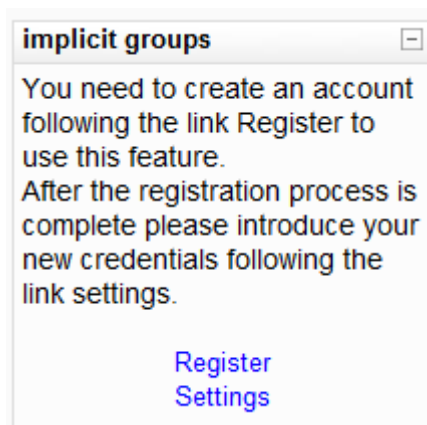 implicit groups
You need to create an account
following the link Register to
use this feature.
After the registration process is
complete please introduce your
new credentials following the
link settings.
Register
Settings